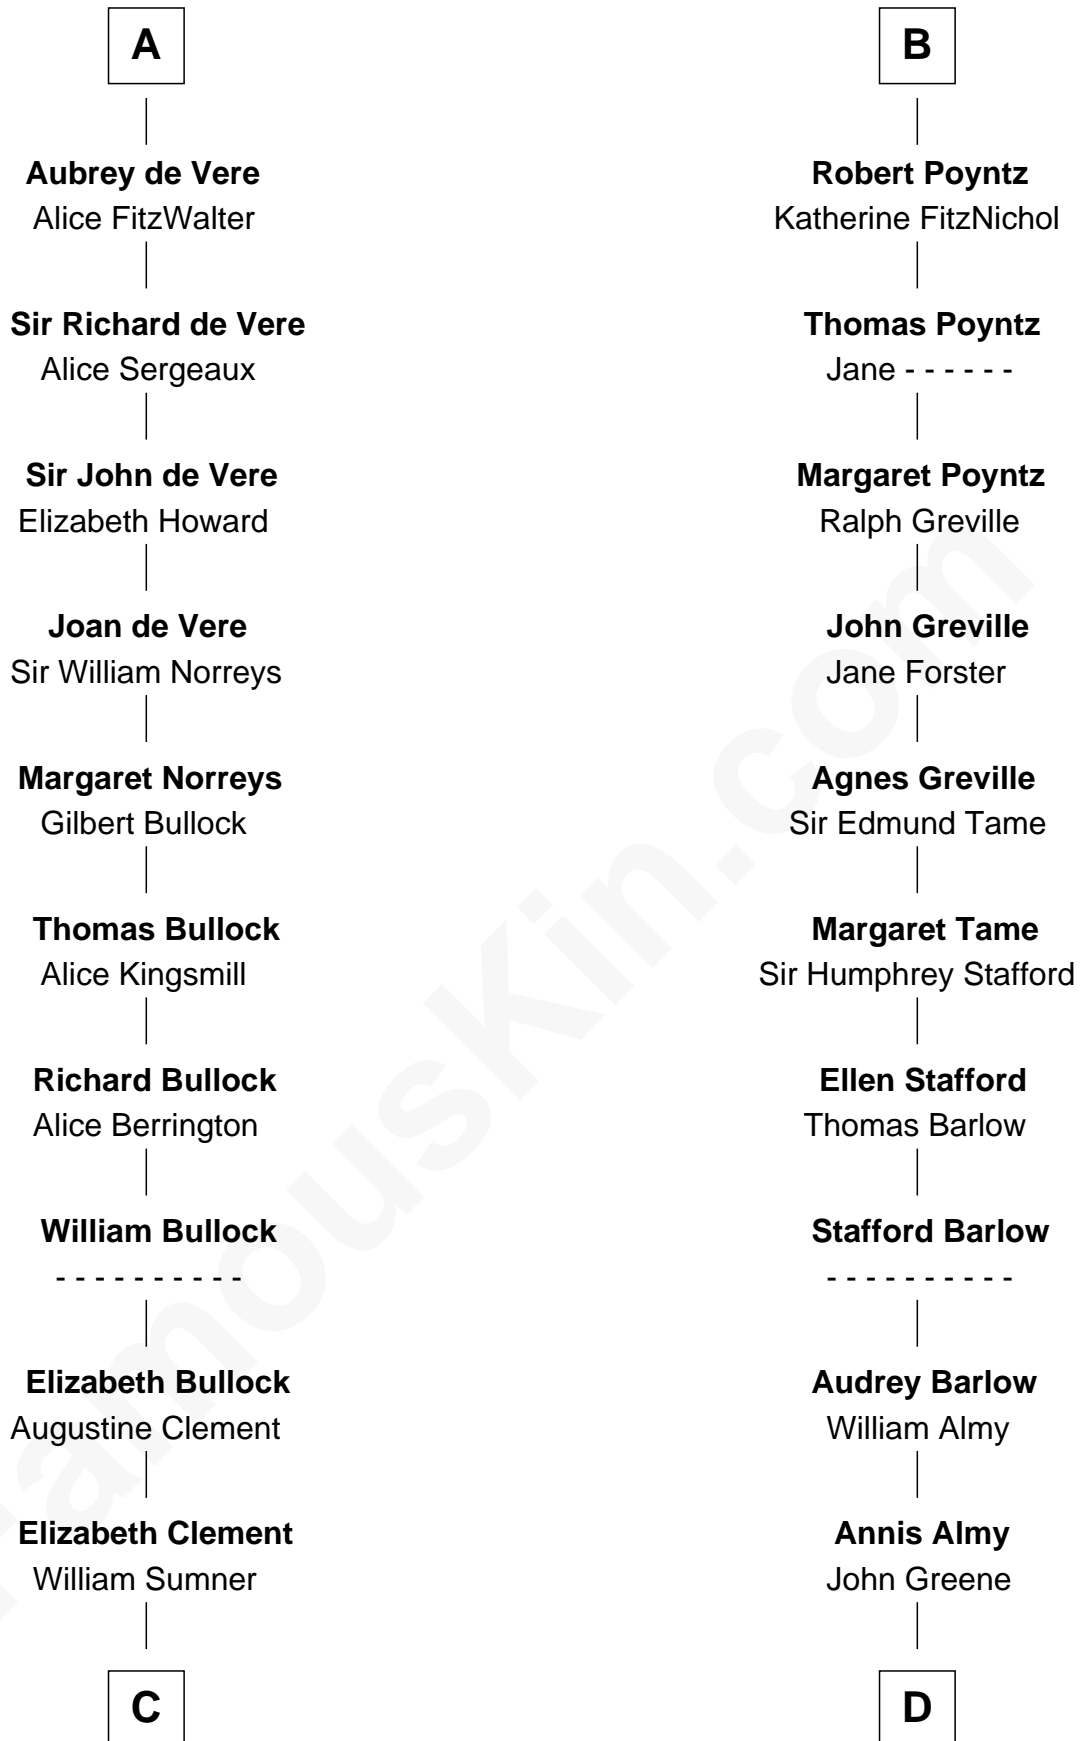 A
Aubrey de Vere
Alice FitzWalter
Sir Richard de Vere
Alice Sergeaux
Sir John de Vere
Elizabeth Howard
Joan de Vere
Sir William Norreys
Margaret Norreys
Gilbert Bullock
Thomas Bullock
Alice Kingsmill
Richard Bullock
Alice Berrington
William Bullock
- - - - - - - - - -
Elizabeth Bullock
Augustine Clement
Elizabeth Clement
William Sumner
C
B
Robert Poyntz
Katherine FitzNichol
Thomas Poyntz
Jane - - - - - -
Margaret Poyntz
Ralph Greville
John Greville
Jane Forster
Agnes Greville
Sir Edmund Tame
Margaret Tame
Sir Humphrey Stafford
Ellen Stafford
Thomas Barlow
Stafford Barlow
- - - - - - - - - -
Audrey Barlow
William Almy
Annis Almy
John Greene
D
FamousKin.com